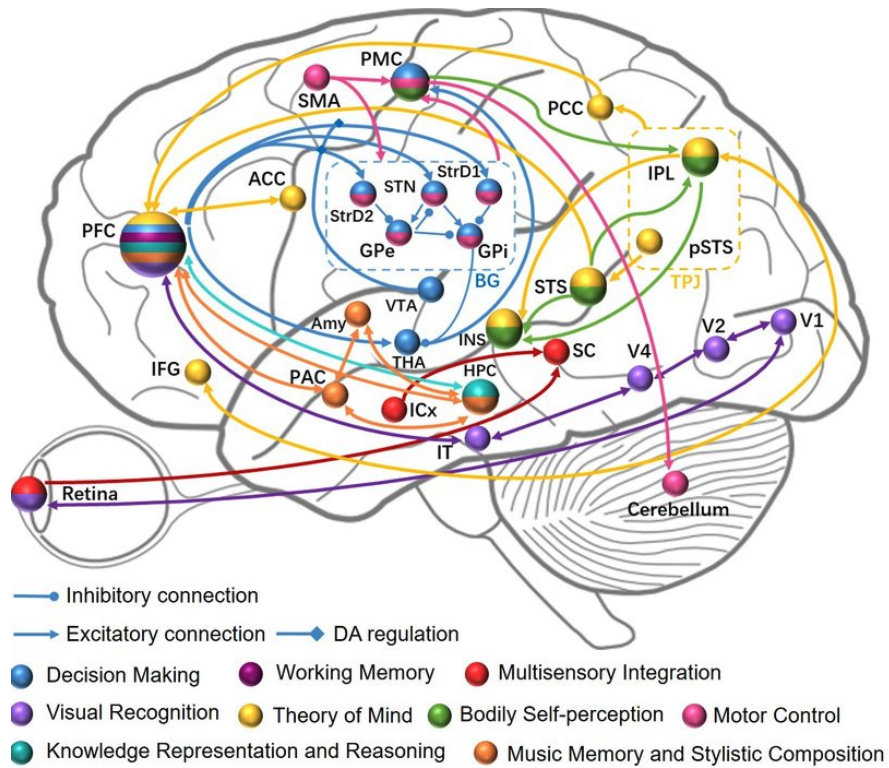 PMC
SMA
PCC
IPL
ACC
StrD1
STN
StrD2
PFC
GPe
GPi
pSTS
BG
TPJ
STS
VTA
Amy
INS
V1
V2
THA
SC
V4
IFG
PAC
HPC
ICx
IT
Retina
Cerebellum
Inhibitory connection
Excitatory connection DA regulation
Decision Making Working Memory Multisensory Integration
Visual Recognition Theory of Mind Bodily Self-perception Motor Control
Knowledge Representation and Reasoning Music Memory and Stylistic Composition